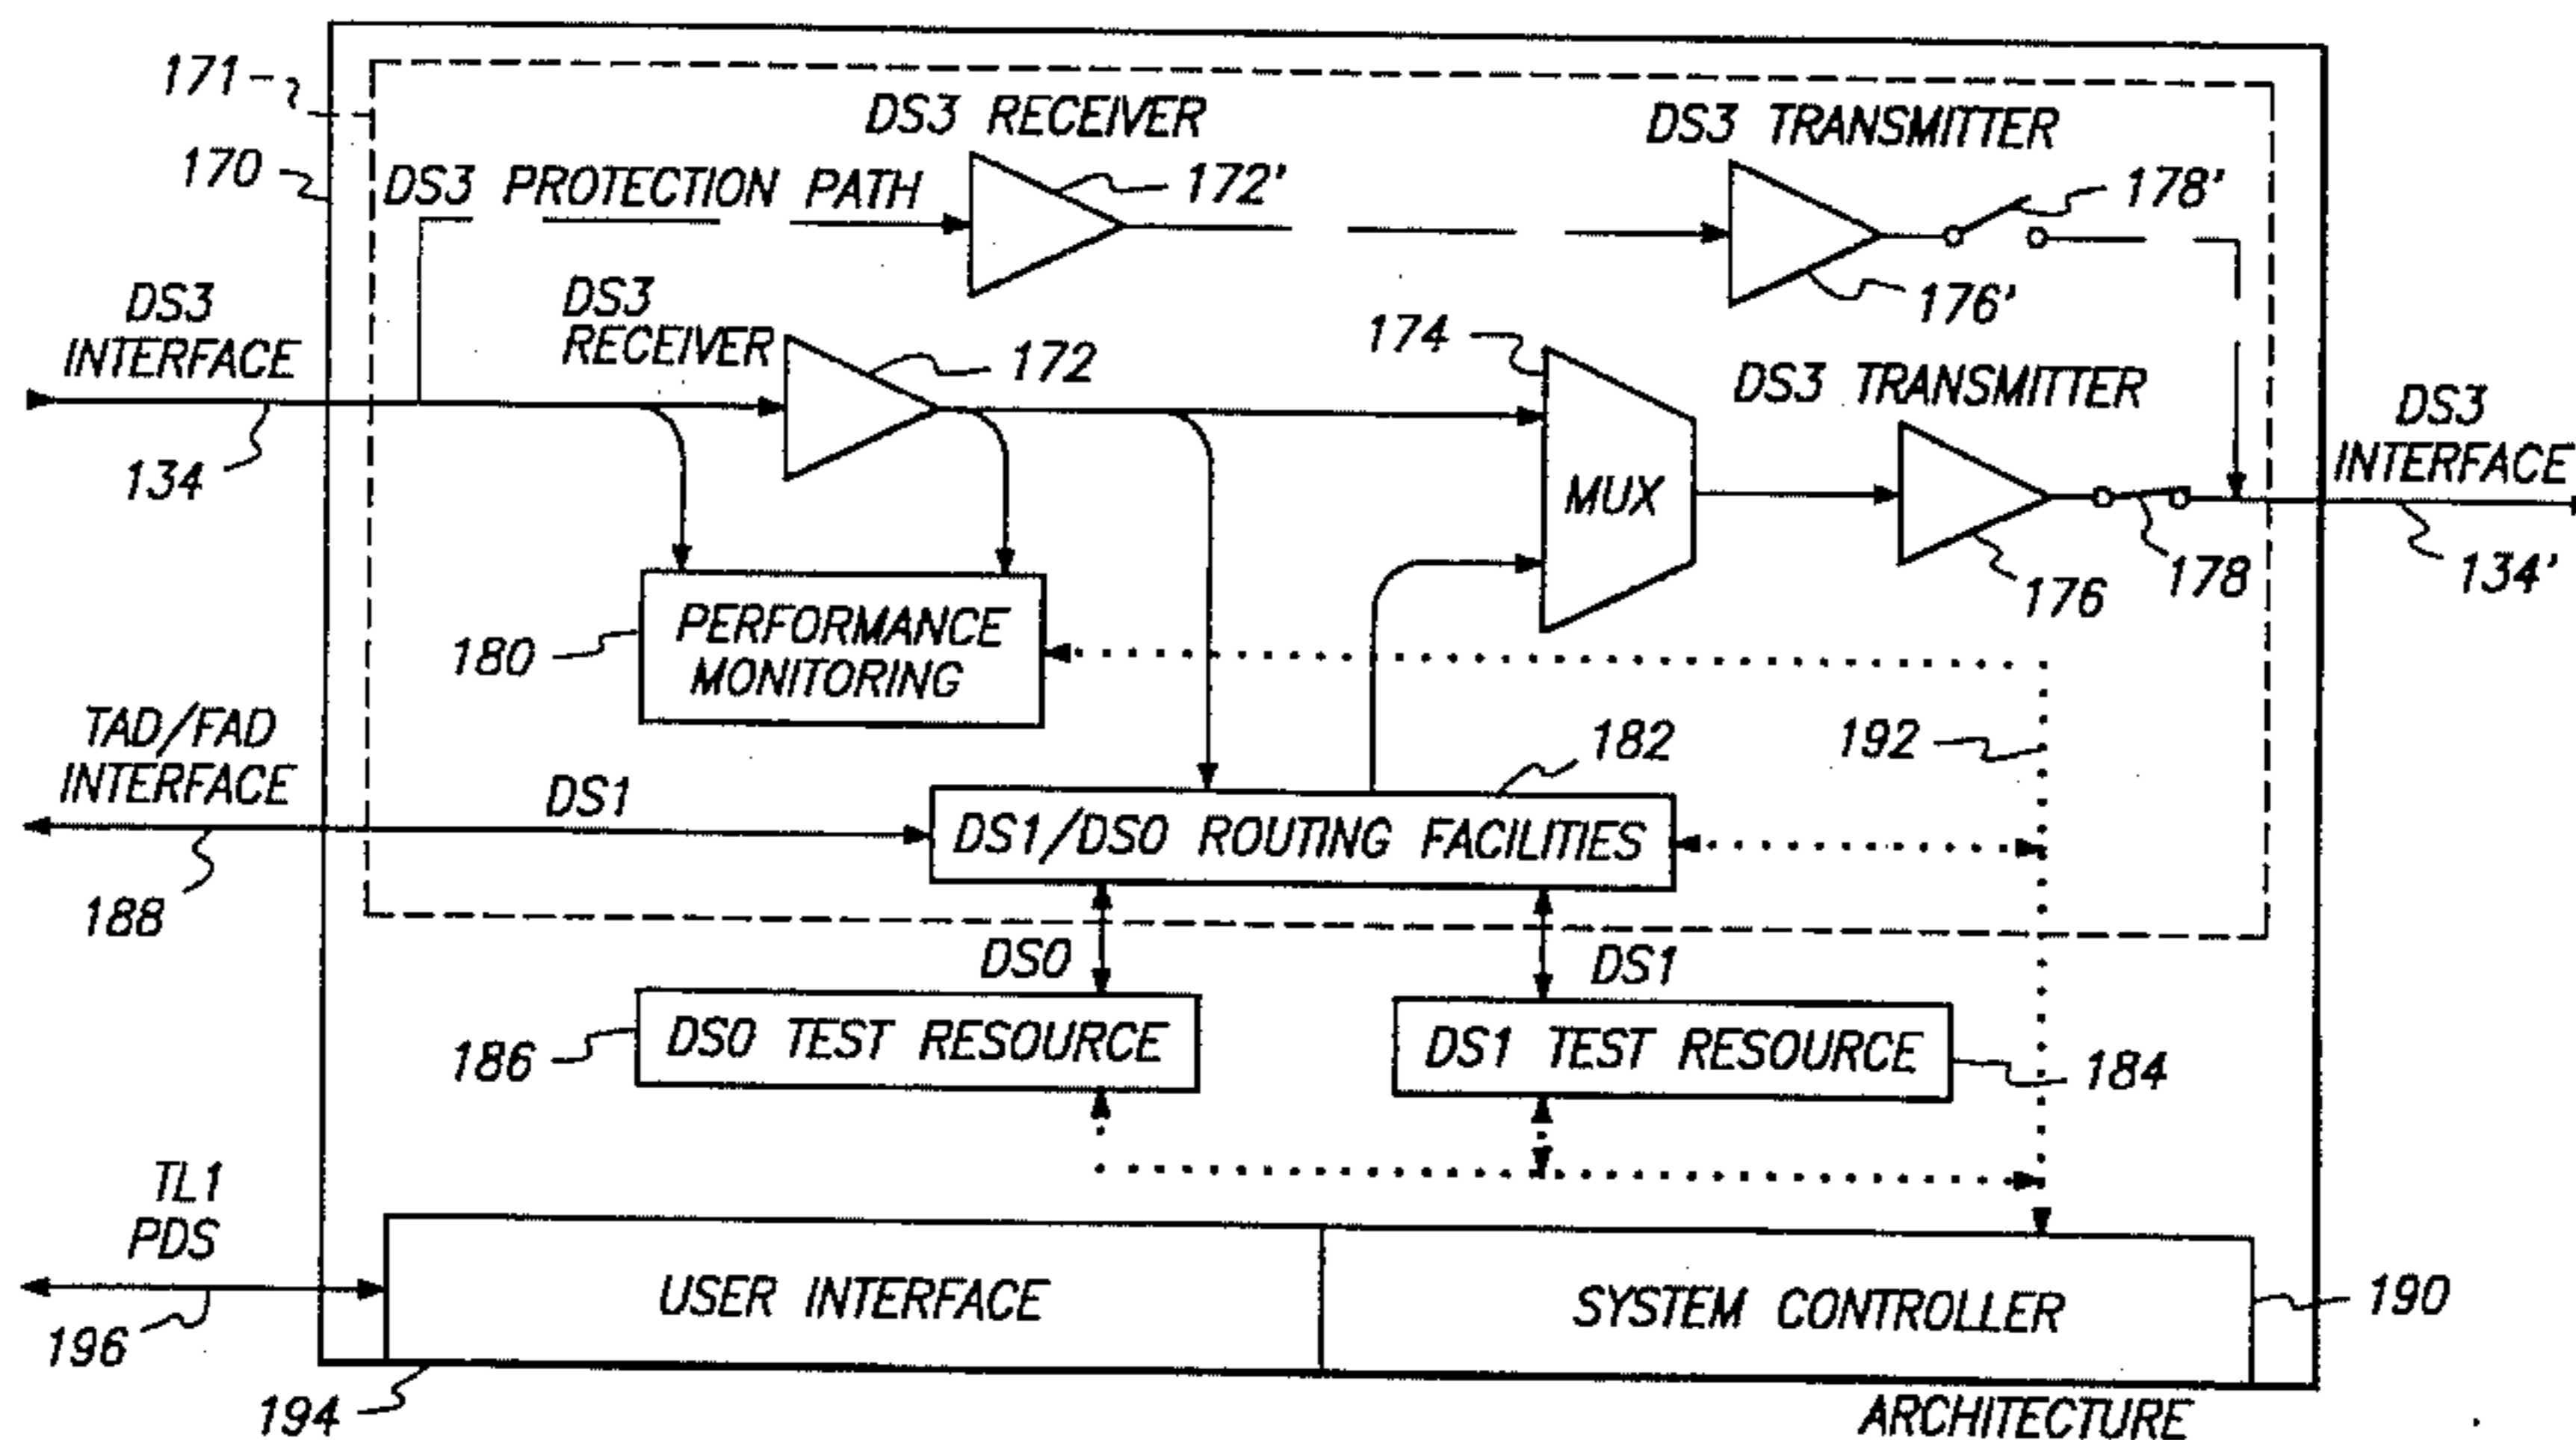 171
170
DS3 RECEIVER
DS3 TRANSMITTER
DS3 PROTECTION PATH
172'
178'
176'
DS3
INTERFACE
134
DS3
RECEIVER
172
174
MUX
DS3 TRANSMITTER
176
178
DS3
INTERFACE
134'
180
PERFORMANCE
MONITORING
TAD/FAD
INTERFACE
188
DS1
182
192
DS1/DS0 ROUTING FACILITIES
DS0
DS1
186
DS0 TEST RESOURCE
DS1 TEST RESOURCE
184
TL1
PDS
196
USER INTERFACE
SYSTEM CONTROLLER
190
194
ARCHITECTURE